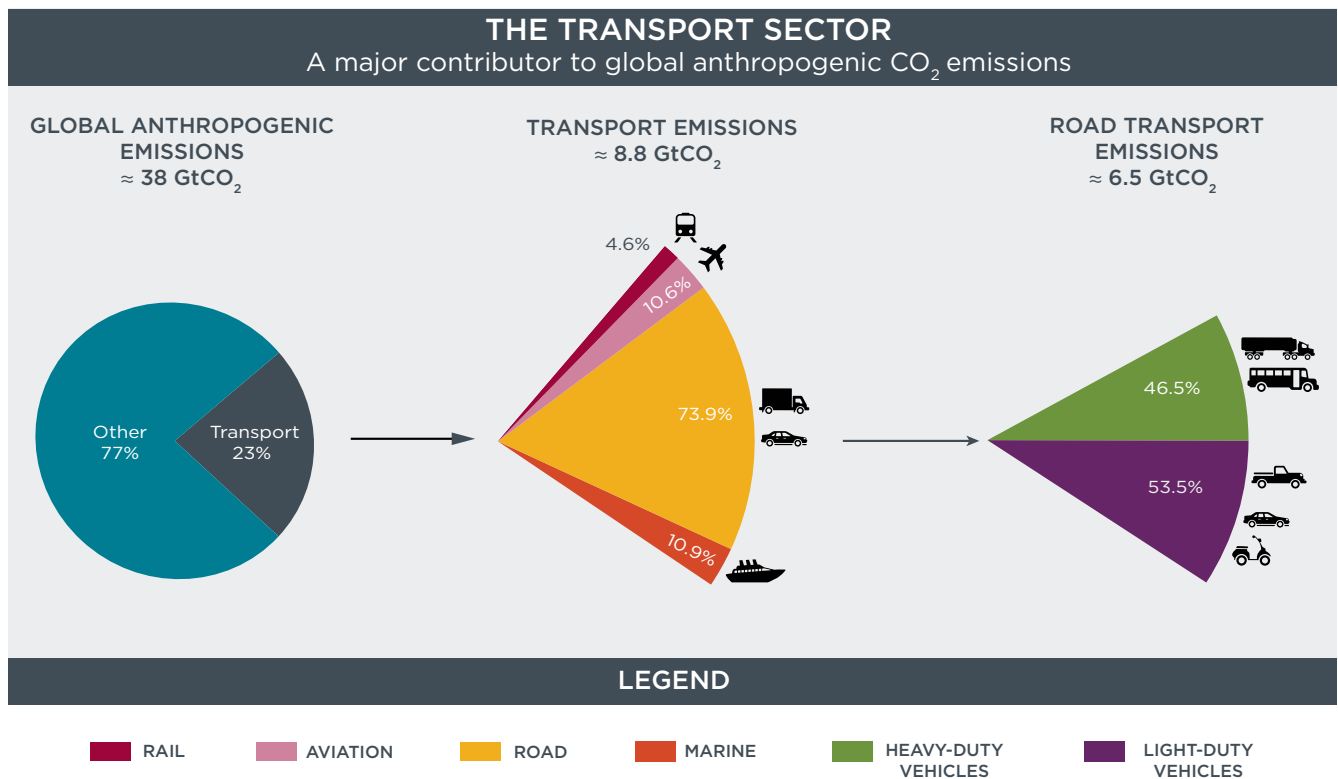 THE TRANSPORT SECTOR
A major contributor to global anthropogenic CO₂ emissions
GLOBAL ANTHROPOGENIC
EMISSIONS
≈ 38 GtCO₂
Other
77%
Transport
23%
TRANSPORT EMISSIONS
≈ 8.8 GtCO₂
4.6%
10.6%
73.9%
10.9%
ROAD TRANSPORT
EMISSIONS
≈ 6.5 GtCO₂
46.5%
53.5%
LEGEND
RAIL
AVIATION
ROAD
MARINE
HEAVY-DUTY
VEHICLES
LIGHT-DUTY
VEHICLES